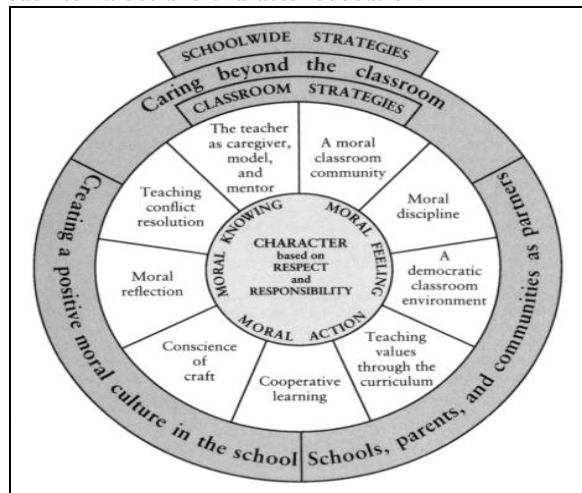 SCHOOLWIDE STRATEGIES
Caring beyond the classroom
CLASSROOM STRATEGIES
The teacher
as caregiver,
model,
and
mentor
A moral
classroom
community
Moral
discipline
A
democratic
classroom
environment
Teaching
values
through the
curriculum
Cooperative
learning
Conscience
of
craft
Moral
reflection
Teaching
conflict
resolution
MORAL KNOWING
MORAL FEELING
MORAL ACTION
CHARACTER
based on
RESPECT
and
RESPONSIBILITY
Creating a positive moral culture in the school
Schools, parents, and communities as partners